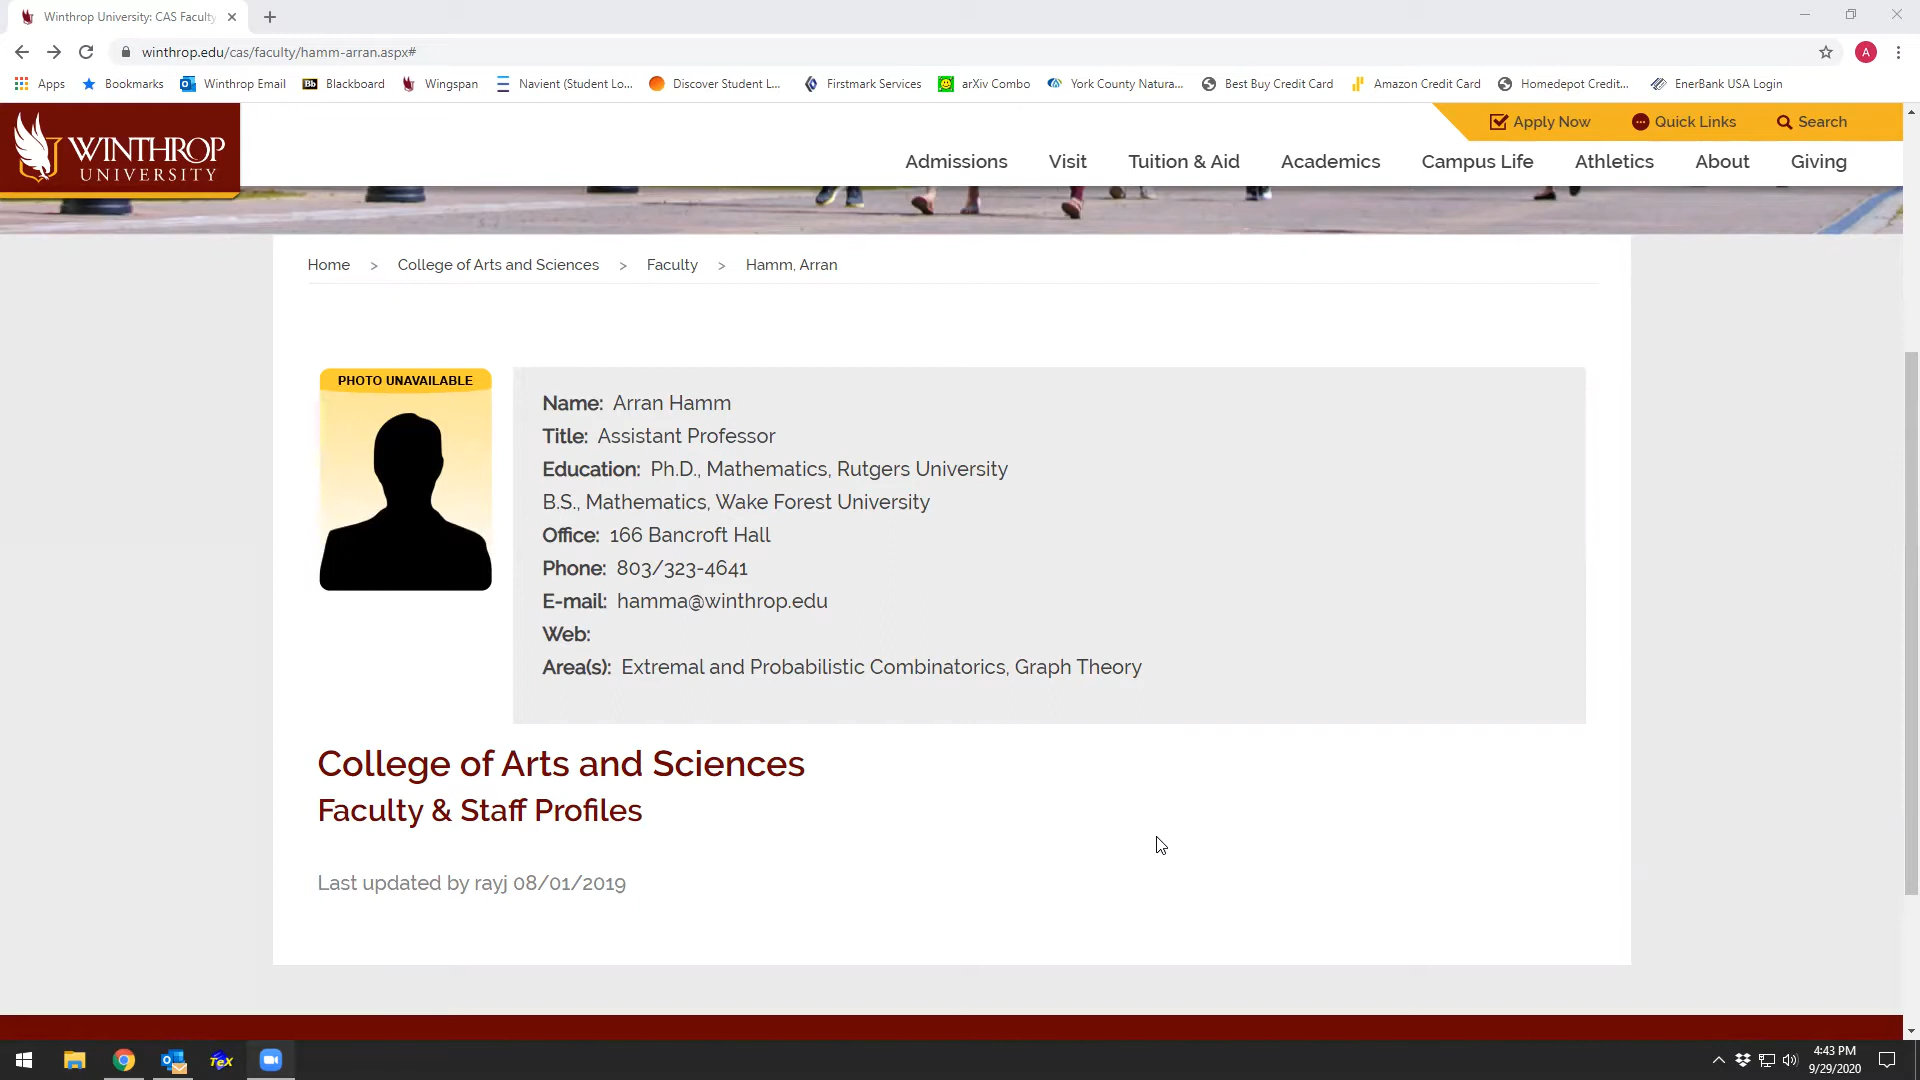 Winthrop University: CAS Faculty
winthrop.edu/cas/faculty/hamm-arran.aspx#
A
Apps Bookmarks Winthrop Email Bb Blackboard Wingspan Navient (Student Lo... Discover Student L... Firstmark Services arXiv Combo York County Natura... Best Buy Credit Card Amazon Credit Card Homedepot Credit... EnerBank USA Login
WINTHROP
UNIVERSITY
Apply Now Quick Links Search
Admissions Visit Tuition & Aid Academics Campus Life Athletics About Giving
Home > College of Arts and Sciences > Faculty > Hamm, Arran
PHOTO UNAVAILABLE
Name: Arran Hamm
Title: Assistant Professor
Education: Ph.D., Mathematics, Rutgers University
B.S., Mathematics, Wake Forest University
Office: 166 Bancroft Hall
Phone: 803/323-4641
E-mail: hamma@winthrop.edu
Web:
Area(s): Extremal and Probabilistic Combinatorics, Graph Theory
College of Arts and Sciences
Faculty & Staff Profiles
Last updated by rayj 08/01/2019
TeX
4:43 PM
9/29/2020